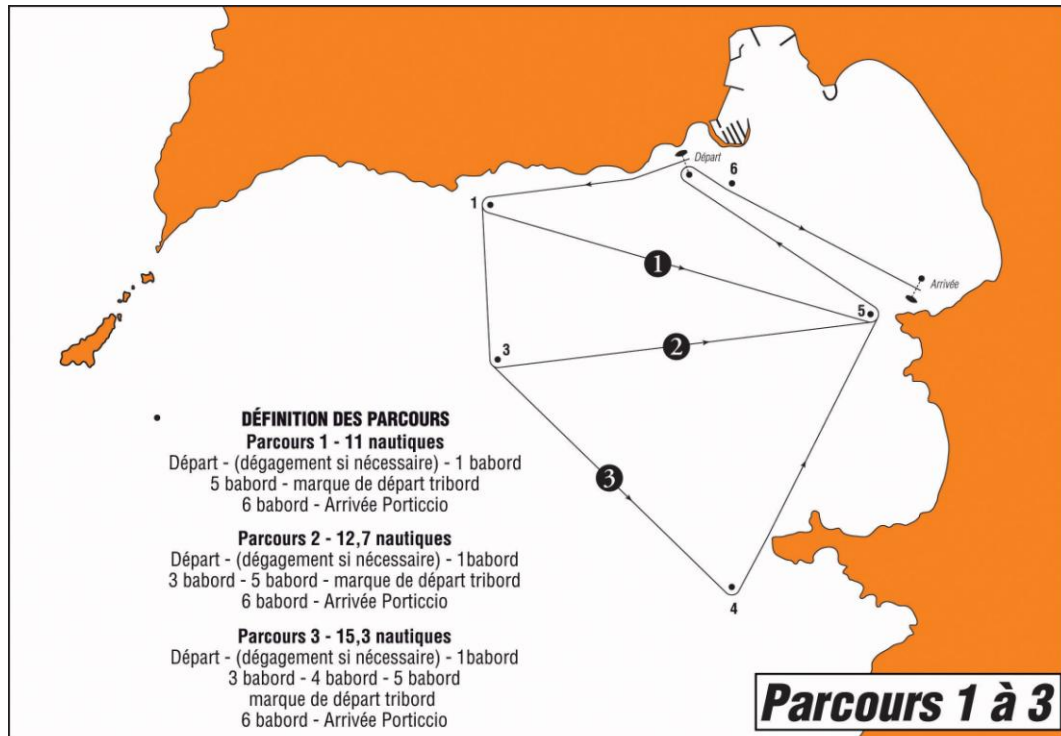 Départ
6
1
1
Arrivée
5
2
3
DÉFINITION DES PARCOURS
Parcours 1 - 11 nautiques
Départ - (dégagement si nécessaire) - 1 babord
5 babord - marque de départ tribord
6 babord - Arrivée Porticcio
3
Parcours 2 - 12,7 nautiques
Départ - (dégagement si nécessaire) - 1babord
3 babord - 5 babord - marque de départ tribord
6 babord - Arrivée Porticcio
4
Parcours 3 - 15,3 nautiques
Départ - (dégagement si nécessaire) - 1babord
3 babord - 4 babord - 5 babord
marque de départ tribord
6 babord - Arrivée Porticcio
Parcours 1 à 3